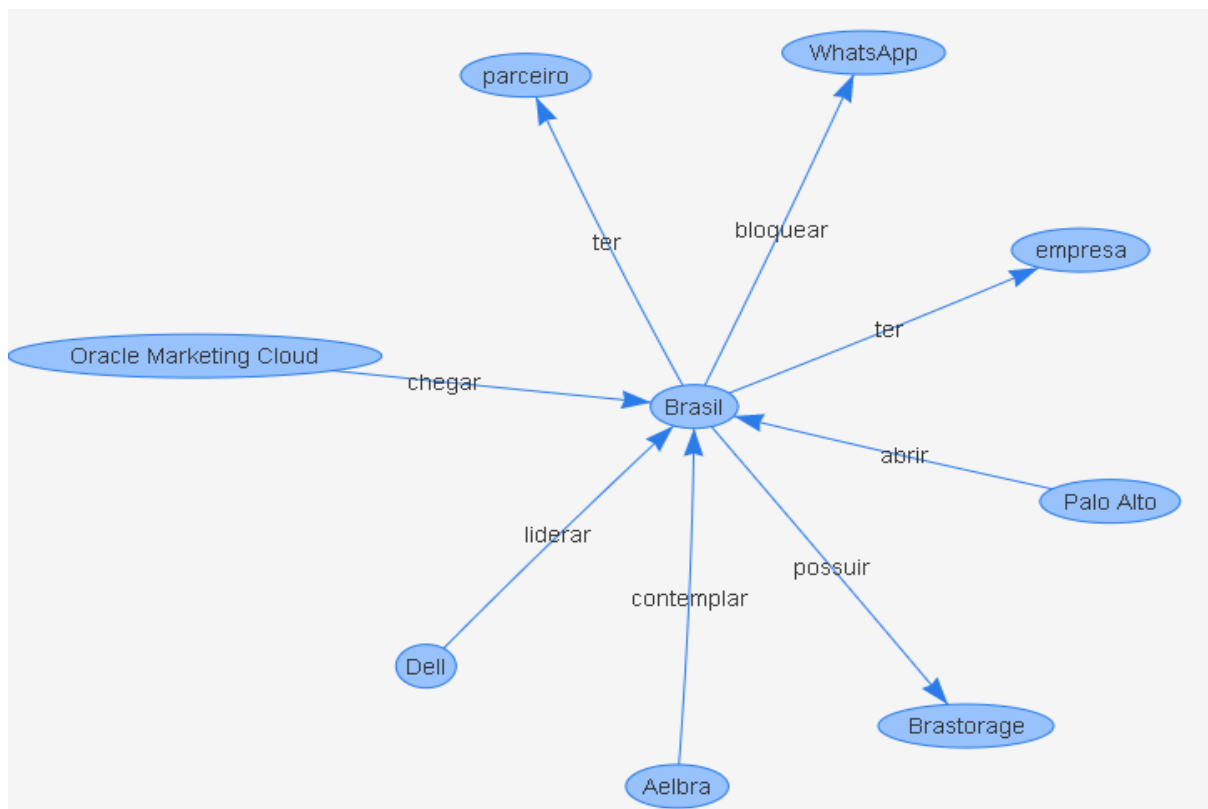 WhatsApp
parceiro
bloquear
ter
empresa
ter
Oracle Marketing Cloud
chegar
Brasil
abrir
Palo Alto
liderar
possuir
contemplar
Dell
Brastorage
Aelbra